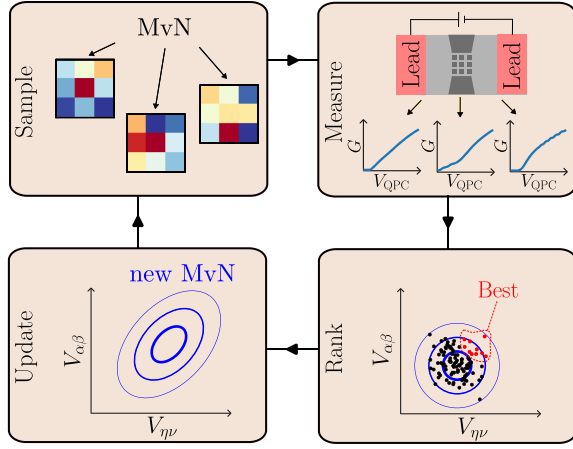 Sample
MvN
Measure
Lead
Lead
G
V_QPC
G
V_QPC
G
V_QPC
Update
new MvN
V_αβ
V_ην
Rank
Best
V_αβ
V_ην